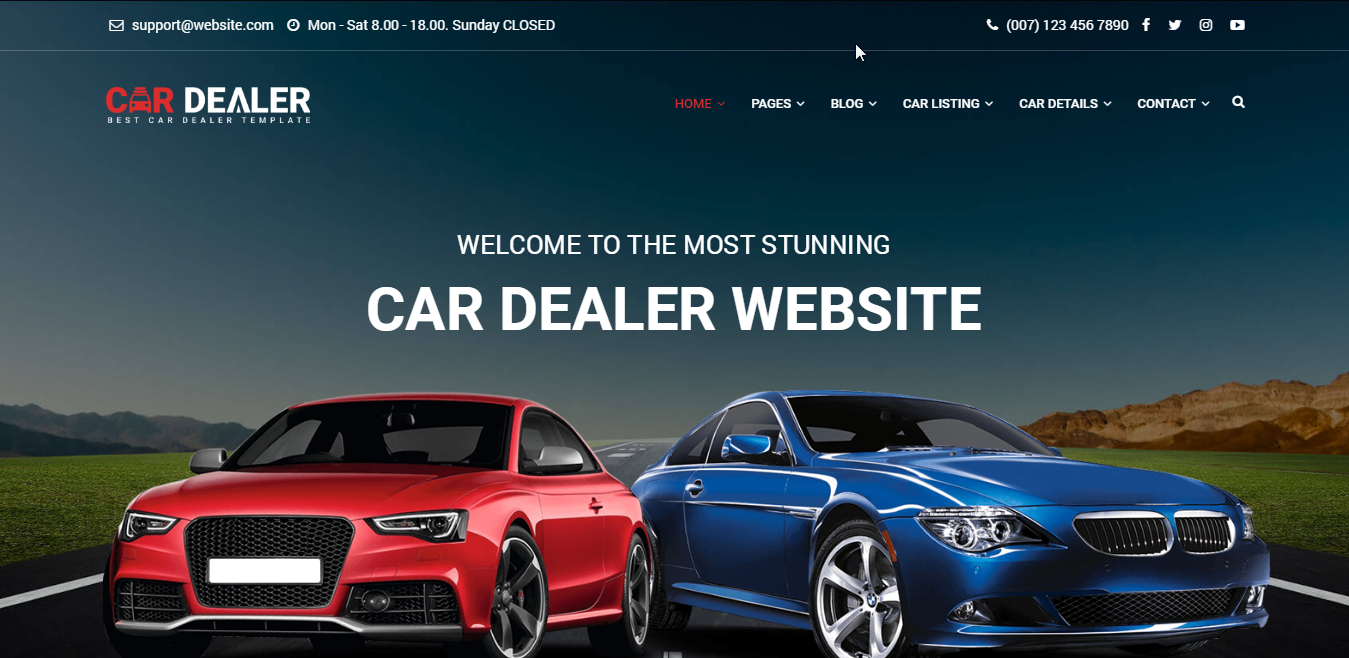 support@website.com Mon - Sat 8.00 - 18.00. Sunday CLOSED (007) 123 456 7890
CAR DEALER
BEST CAR DEALER TEMPLATE
HOME PAGES BLOG CAR LISTING CAR DETAILS CONTACT
WELCOME TO THE MOST STUNNING
CAR DEALER WEBSITE